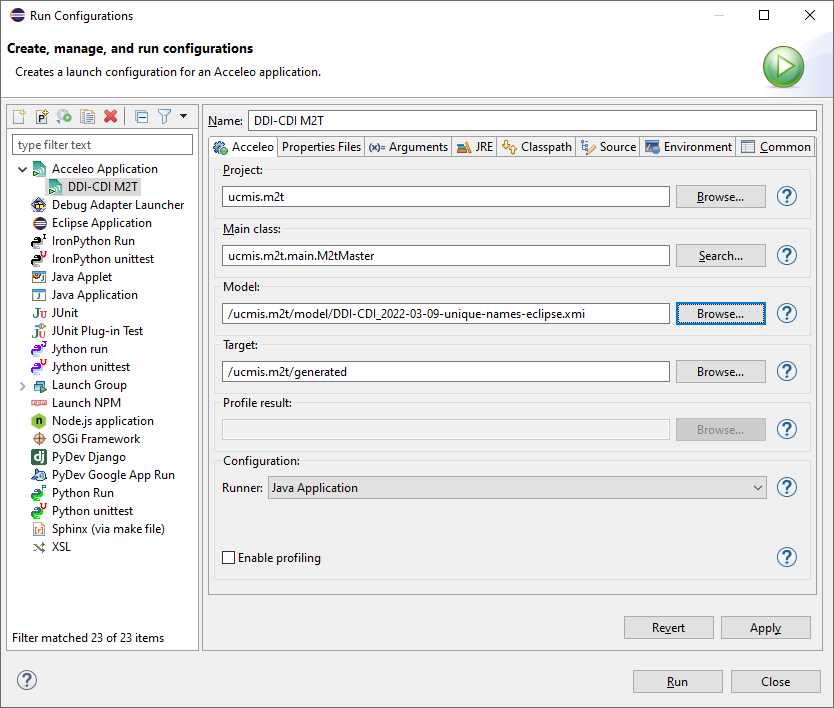 Run Configurations
Create, manage, and run configurations
Creates a launch configuration for an Acceleo application.
type filter text
Acceleo Application
DDI-CDI M2T
Debug Adapter Launcher
Eclipse Application
IronPython Run
IronPython unittest
Java Applet
Java Application
JUnit
JUnit Plug-in Test
Jython run
Jython unittest
Launch Group
Launch NPM
Node.js application
OSGi Framework
PyDev Django
PyDev Google App Run
Python Run
Python unittest
Sphinx (via make file)
XSL
Filter matched 23 of 23 items
Name: DDI-CDI M2T
Acceleo Properties Files (x)= Arguments JRE Classpath Source Environment Common
Project:
ucmis.m2t Browse...
Main class:
ucmis.m2t.main.M2tMaster Search...
Model:
/ucmis.m2t/model/DDI-CDI_2022-03-09-unique-names-eclipse.xmi Browse...
Target:
/ucmis.m2t/generated Browse...
Profile result:
Browse...
Configuration:
Runner: Java Application
Enable profiling
Revert Apply
Run Close